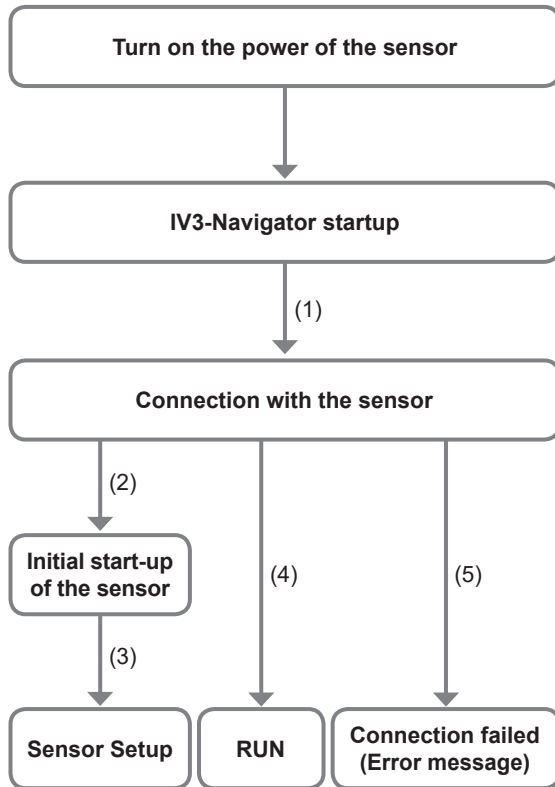 Turn on the power of the sensor
IV3-Navigator startup
(1)
Connection with the sensor
(2)
Initial start-up
of the sensor
(4)
(5)
(3)
Sensor Setup
RUN
Connection failed
(Error message)